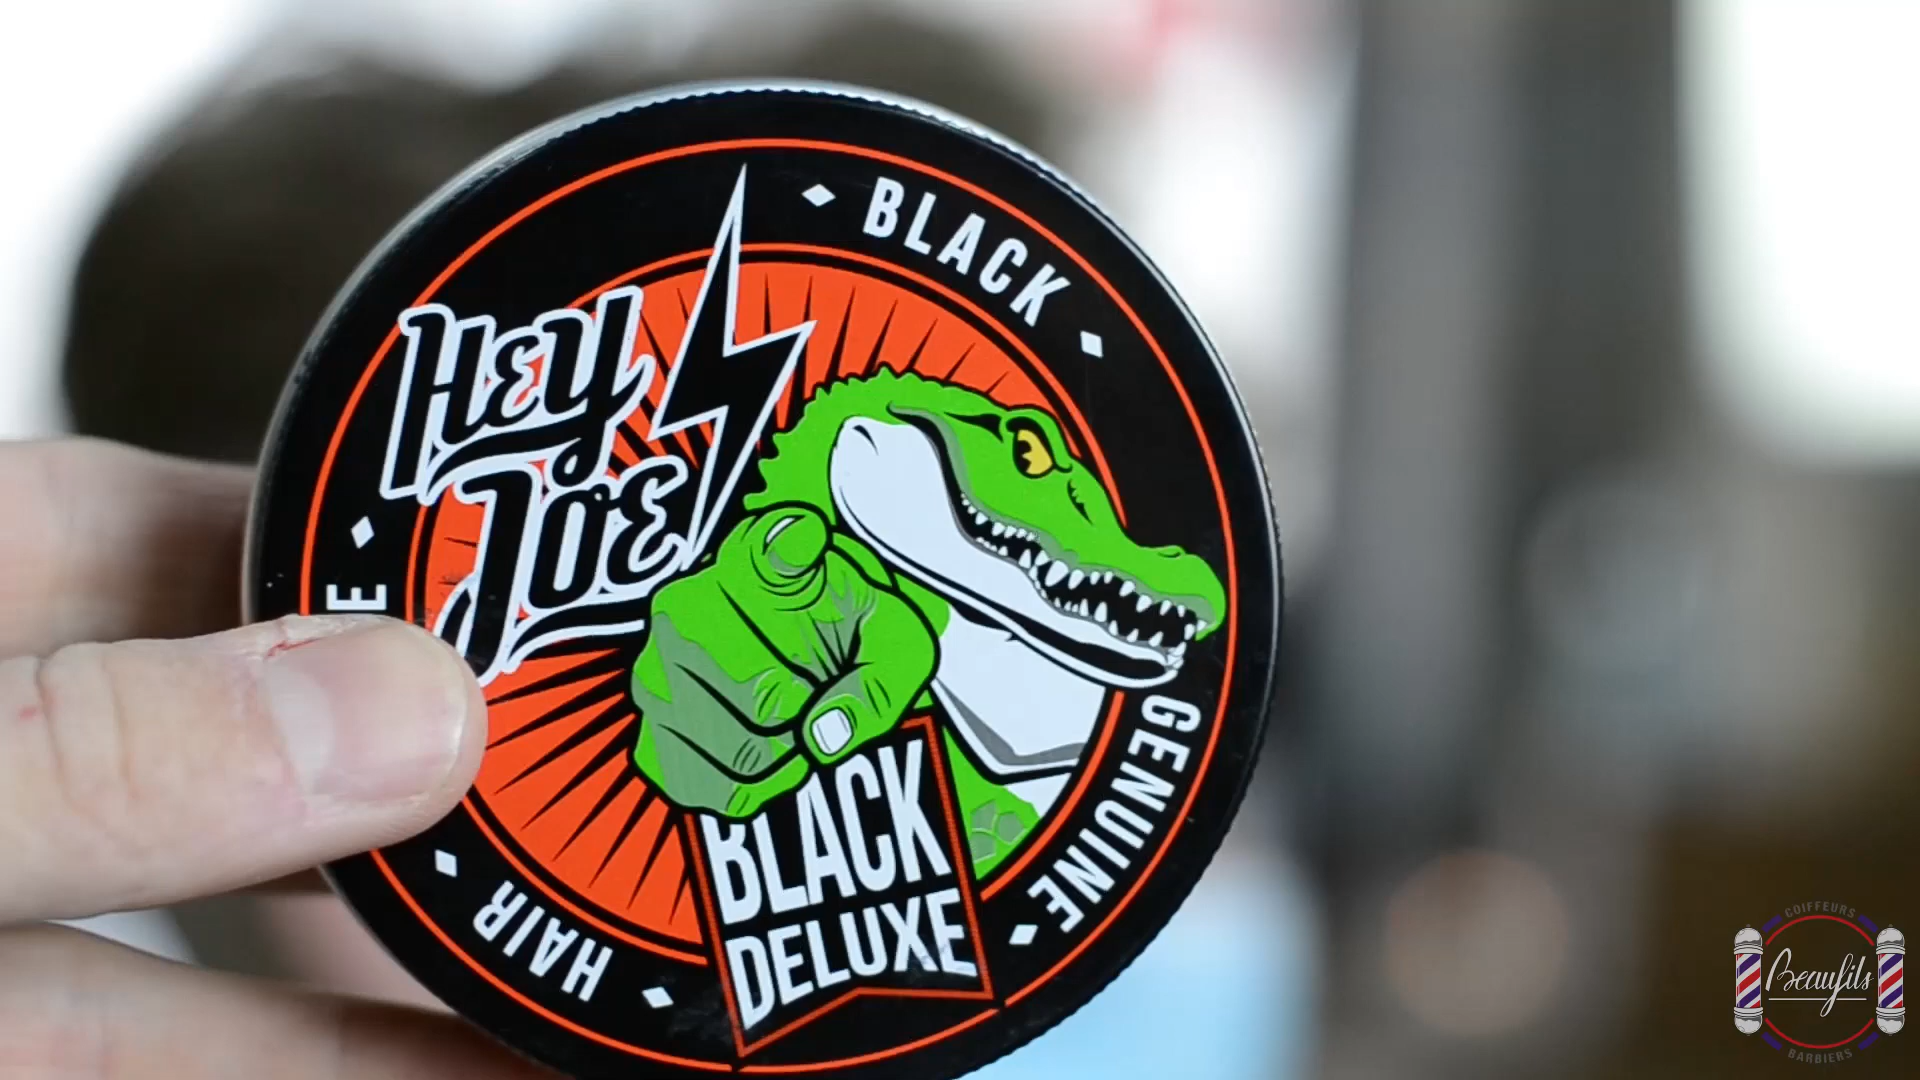 BLACK
HEY
JOE
E
GENUINE
BLACK
DELUXE
HAIR
COIFFEURS
Beaufils
BARBIERS